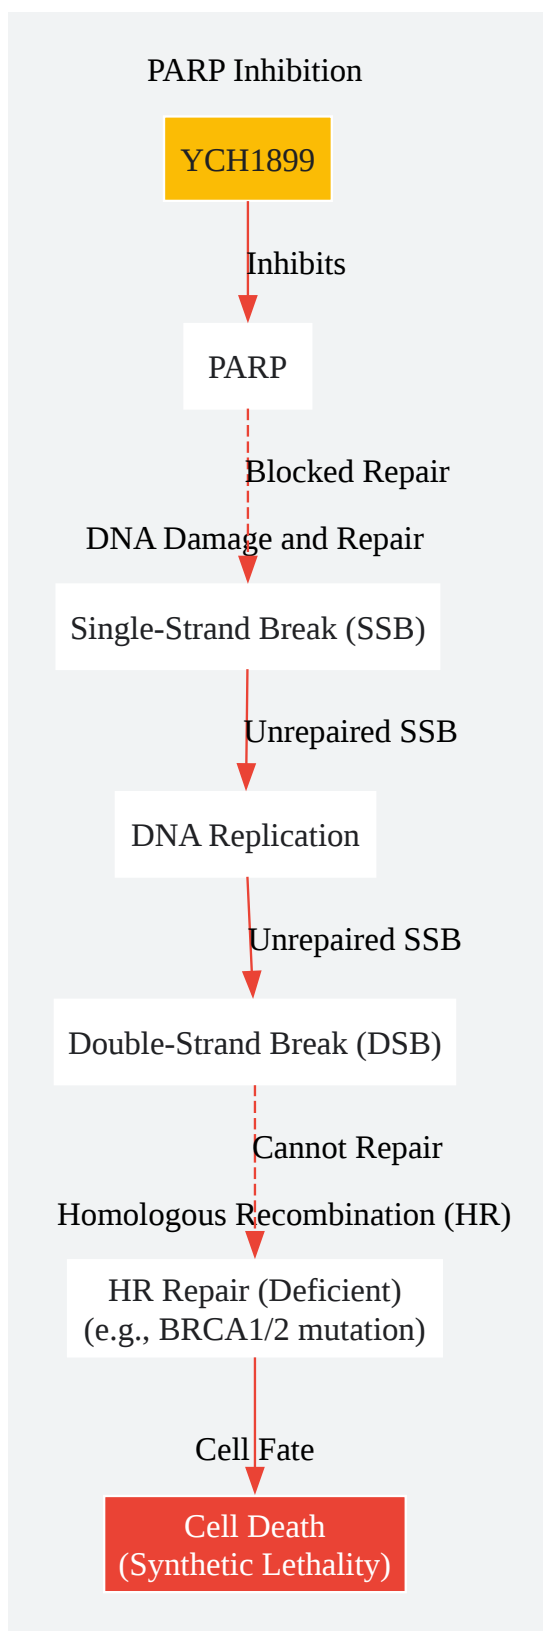 PARP Inhibition
YCH1899
Inhibits
PARP
Blocked Repair
DNA Damage and Repair
Single-Strand Break (SSB)
Unrepaired SSB
DNA Replication
Unrepaired SSB
Double-Strand Break (DSB)
Cannot Repair
Homologous Recombination (HR)
HR Repair (Deficient)
(e.g., BRCA1/2 mutation)
Cell Fate
Cell Death
(Synthetic Lethality)